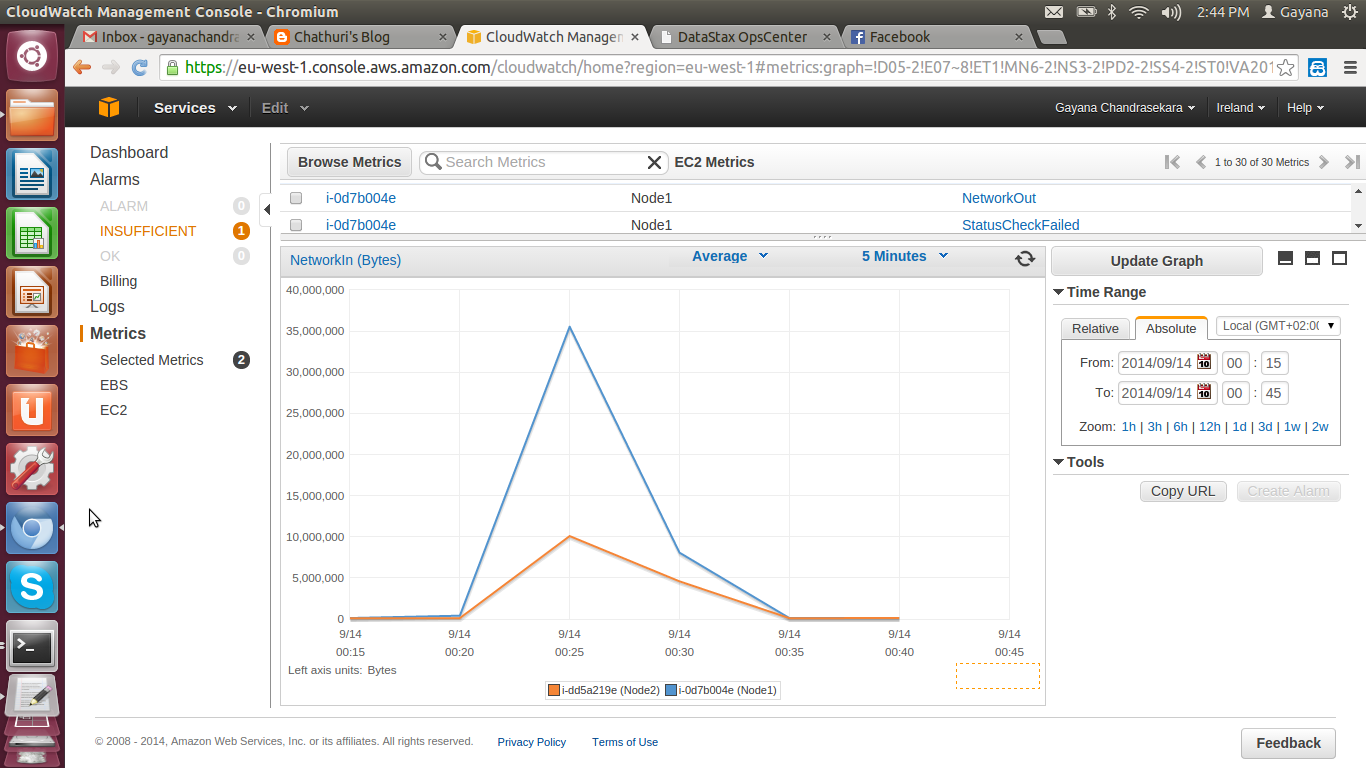 CloudWatch Management Console - Chromium
2:44 PM
Gayana
Inbox - gayanachandra
Chathuri's Blog
CloudWatch Managem
DataStax OpsCenter
Facebook
https://eu-west-1.console.aws.amazon.com/cloudwatch/home?region=eu-west-1#metrics:graph=!D05-2!E07~8!ET1!MN6-2!NS3-2!PD2-2!SS4-2!ST0!VA201
Services
Edit
Gayana Chandrasekara
Ireland
Help
Dashboard
Alarms
ALARM 0
INSUFFICIENT 1
OK 0
Billing
Logs
Metrics
Selected Metrics 2
EBS
EC2
Browse Metrics
Search Metrics
EC2 Metrics
1 to 30 of 30 Metrics
i-0d7b004e Node1 NetworkOut
i-0d7b004e Node1 StatusCheckFailed
NetworkIn (Bytes)
Average
5 Minutes
40,000,000
35,000,000
30,000,000
25,000,000
20,000,000
15,000,000
10,000,000
5,000,000
0
9/14 9/14 9/14 9/14 9/14 9/14 9/14
00:15 00:20 00:25 00:30 00:35 00:40 00:45
Left axis units: Bytes
i-dd5a219e (Node2) i-0d7b004e (Node1)
Update Graph
Time Range
Relative
Absolute
Local (GMT+02:00
From: 2014/09/14 10 00 : 15
To: 2014/09/14 10 00 : 45
Zoom: 1h | 3h | 6h | 12h | 1d | 3d | 1w | 2w
Tools
Copy URL
Create Alarm
© 2008 - 2014, Amazon Web Services, Inc. or its affiliates. All rights reserved.
Privacy Policy
Terms of Use
Feedback